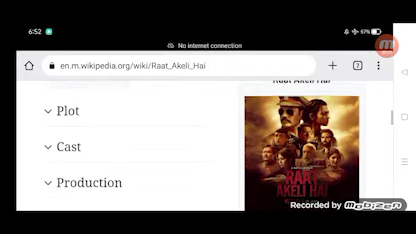 6:52
67%
No internet connection
en.m.wikipedia.org/wiki/Raat_Akeli_Hai
7
Raat Akeli Hai
Plot
Cast
Production
RAAT
AKELI HAI
Recorded by
MOBIZEN